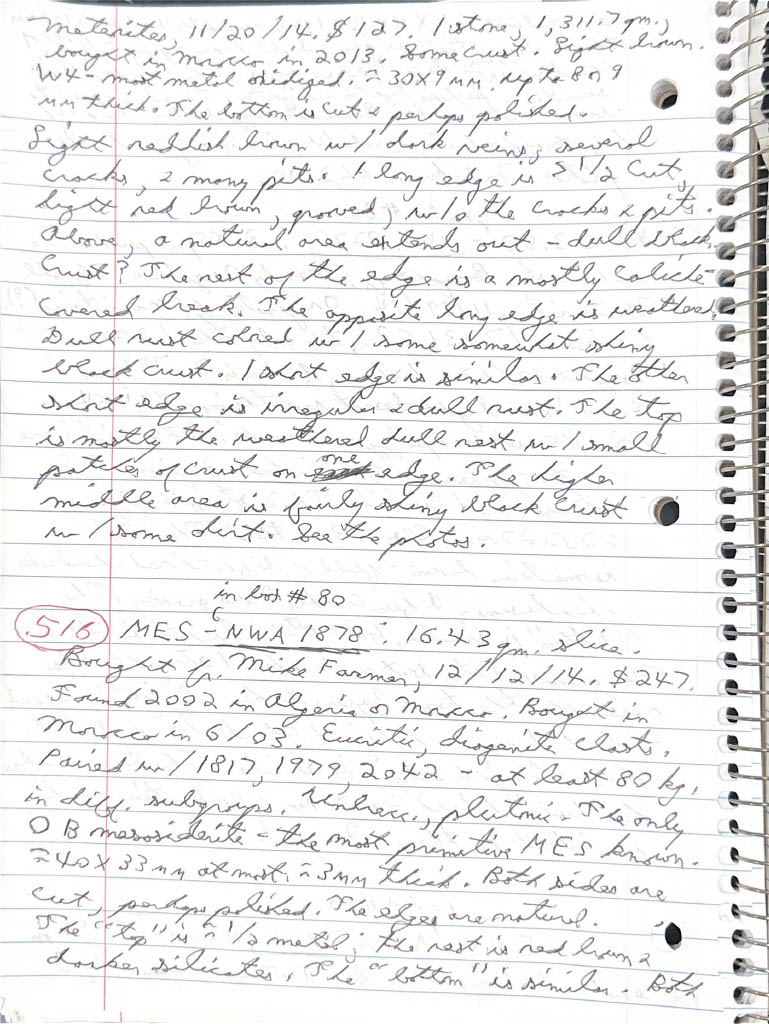 meteorites, 11/20/14. $127. 1 stone, 1,311.7 gm.,
bought in Morocco in 2013. Some crust. Light brown.
W4 - most metal oxidized. ≈ 30X9 mm. Up to 8 or 9
mm thick. The bottom is cut & perhaps polished.
Light reddish brown w/ dark veins, several
cracks, & many pits. 1 long edge is > 1/2 cut,
light red brown, grooved, w/o the cracks & pits.
Above, a natural area extends out - dull black.
Crust? The rest of the edge is a mostly caliche
covered break. The opposite long edge is weathered.
Dull rust colored w/ some somewhat shiny
black crust. 1 short edge is similar. The other
short edge is irregular & dull rust. The top
is mostly the weathered dull rest w/ small
patches of crust on one edge. The higher
middle area is fairly shiny black crust
w/some dirt. See the photos.
in box # 80
516 MES - NWA 1878: 16.43 gm. slice.
Bought fr. Mike Farmer, 12/12/14. $247.
Found 2002 in Algeria or Morocco. Bought in
Morocco in 6/03. Eucritic, diogenite clasts.
Paired w/1817, 1979, 2042 - at least 80 kg,
in diff. subgroups. Unbrecc., plutonic. The only
O B mesosiderite - the most primitive MES known.
≈40X33 mm at most. ≈3mm thick. Both sides are
cut, perhaps polished. The edges are natural.
The "top" is ≈ 1/2 metal; the rest is red brown &
darker silicates. The "bottom" is similar. Both